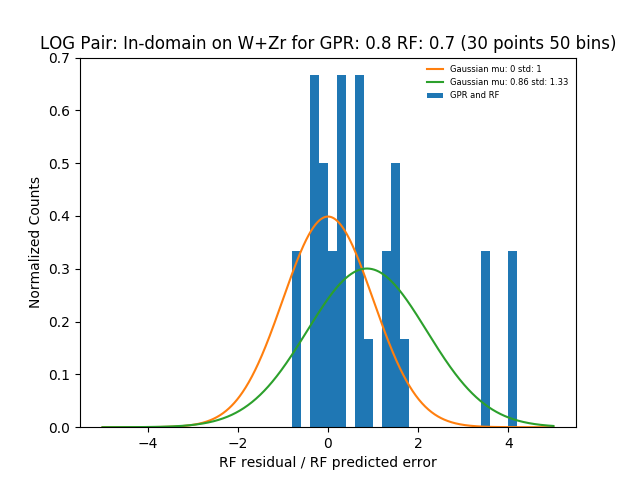 LOG Pair: In-domain on W+Zr for GPR: 0.8 RF: 0.7 (30 points 50 bins)
Gaussian mu: 0 std: 1
Gaussian mu: 0.86 std: 1.33
GPR and RF
Normalized Counts
0.7
0.6
0.5
0.4
0.3
0.2
0.1
0.0
−4 −2 0 2 4
RF residual / RF predicted error